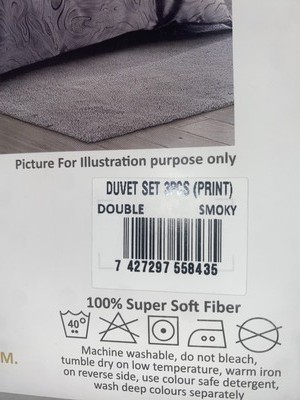 Picture For Illustration purpose only
DUVET SET 3PCS (PRINT)
DOUBLE SMOKY
7 427297 558435
100% Super Soft Fiber
40°
M.
Machine washable, do not bleach,
tumble dry on low temperature, warm iron
on reverse side, use colour safe detergent,
wash deep colours separately